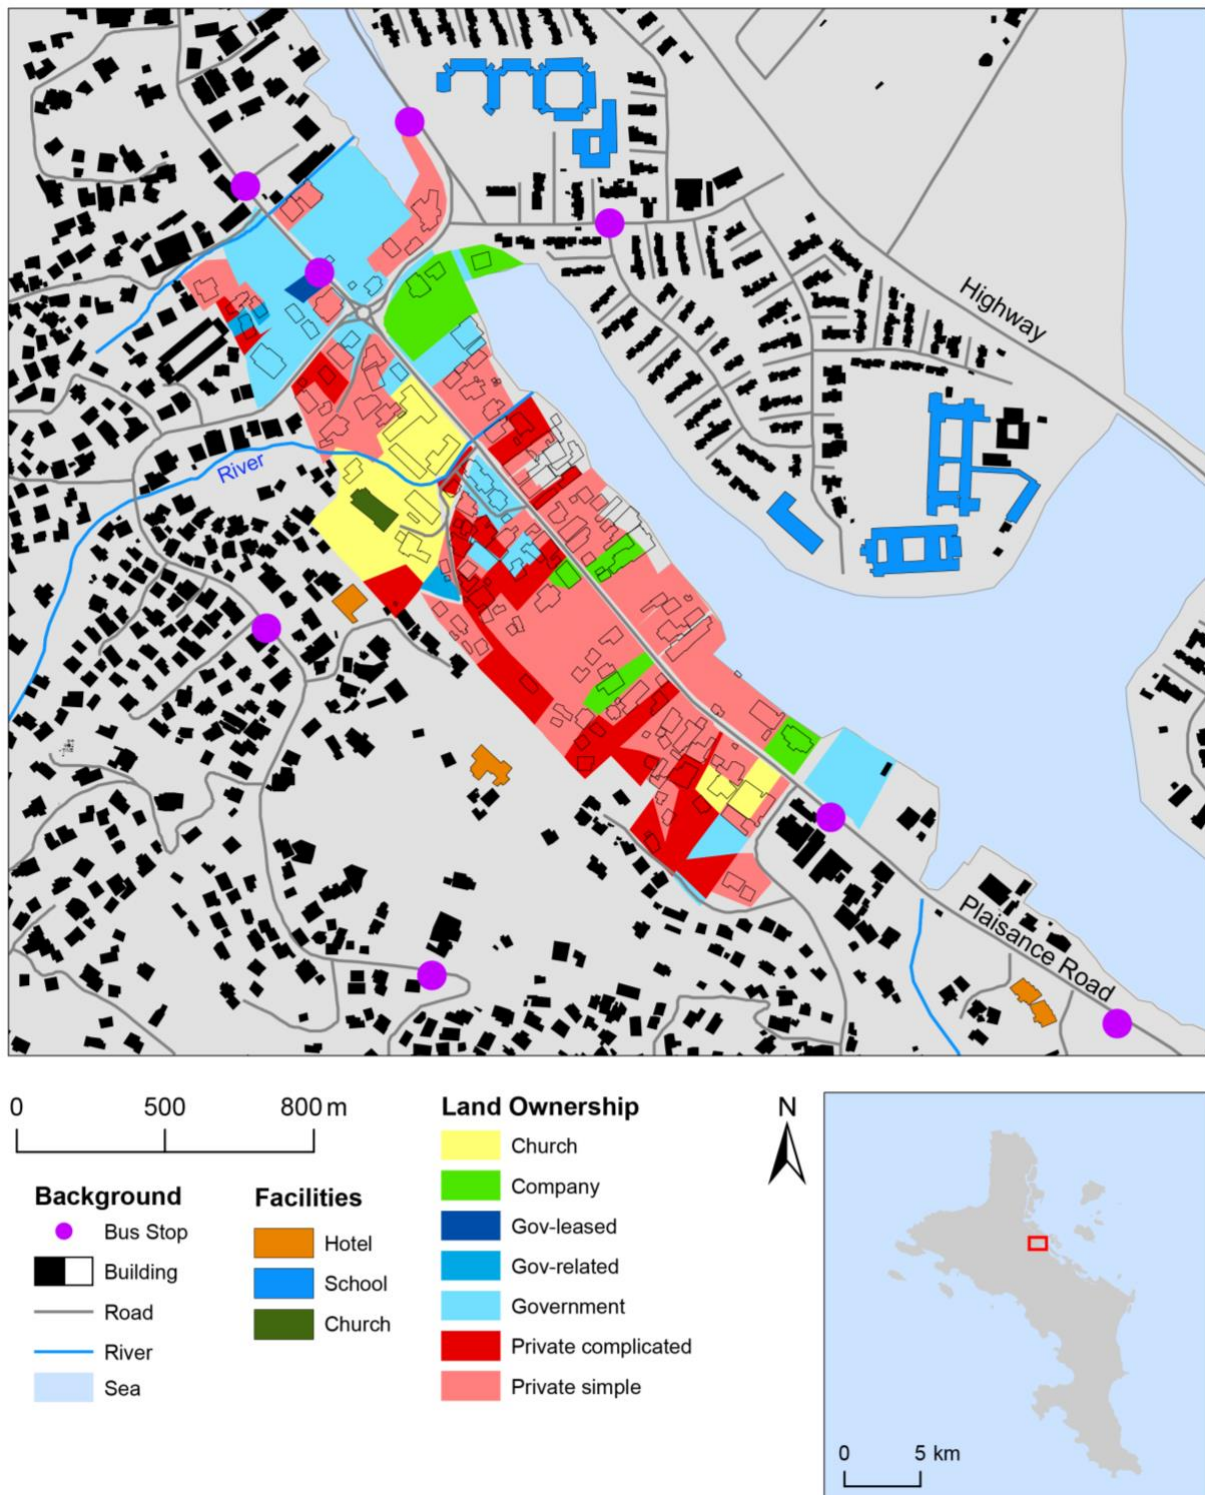 Highway
River
Plaisance Road
0 500 800 m
Background
Bus Stop
Building
Road
River
Sea
Facilities
Hotel
School
Church
Land Ownership
Church
Company
Gov-leased
Gov-related
Government
Private complicated
Private simple
N
0 5 km